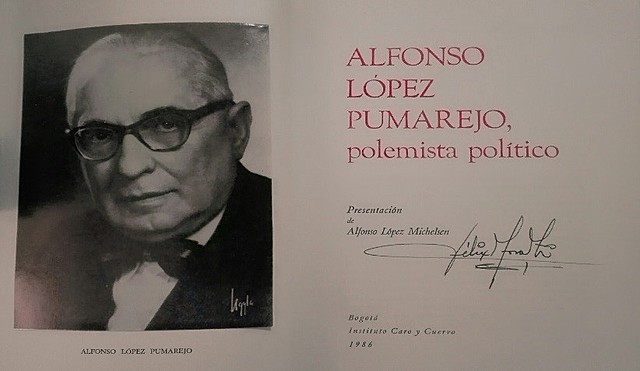 ALFONSO LÓPEZ PUMAREJO
ALFONSO
LÓPEZ
PUMAREJO,
polemista político
Presentación
de
Alfonso López Michelsen
Bogotá
Instituto Caro y Cuervo
1986